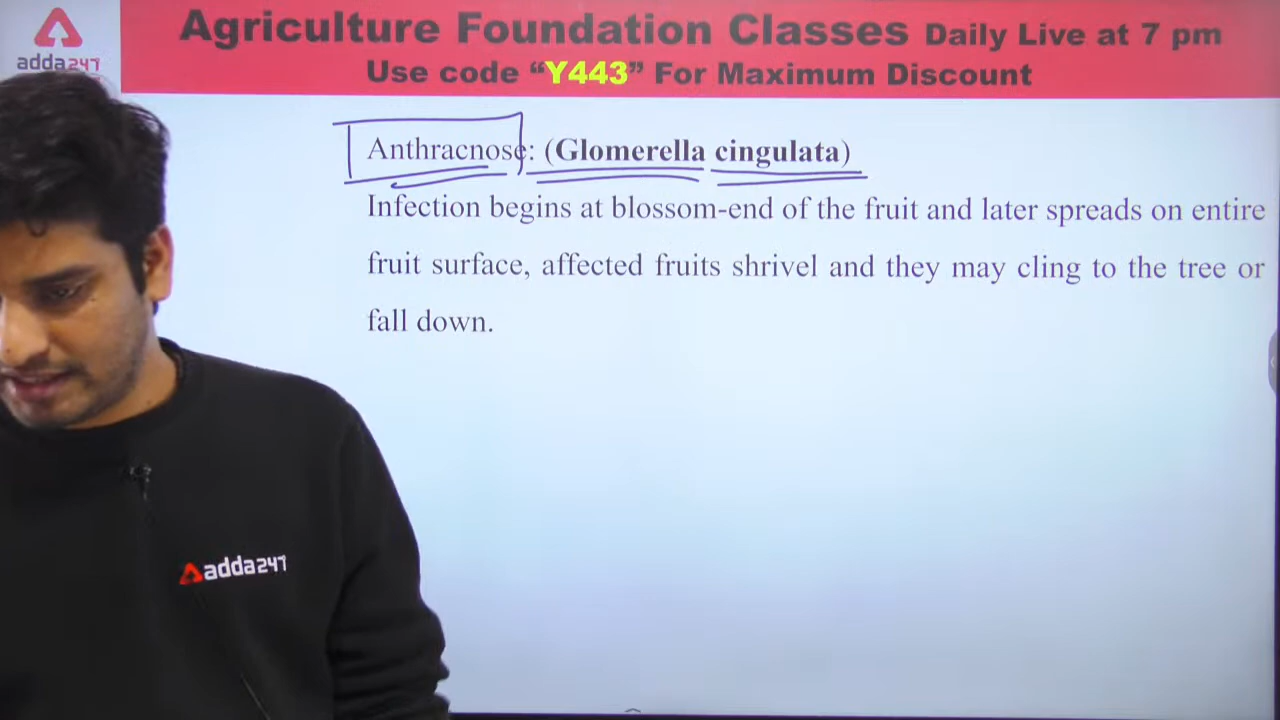 Agriculture Foundation Classes Daily Live at 7 pm
adda247
Use code “Y443” For Maximum Discount
Anthracnose: (Glomerella cingulata)
Infection begins at blossom-end of the fruit and later spreads on entire
fruit surface, affected fruits shrivel and they may cling to the tree or
fall down.
adda247